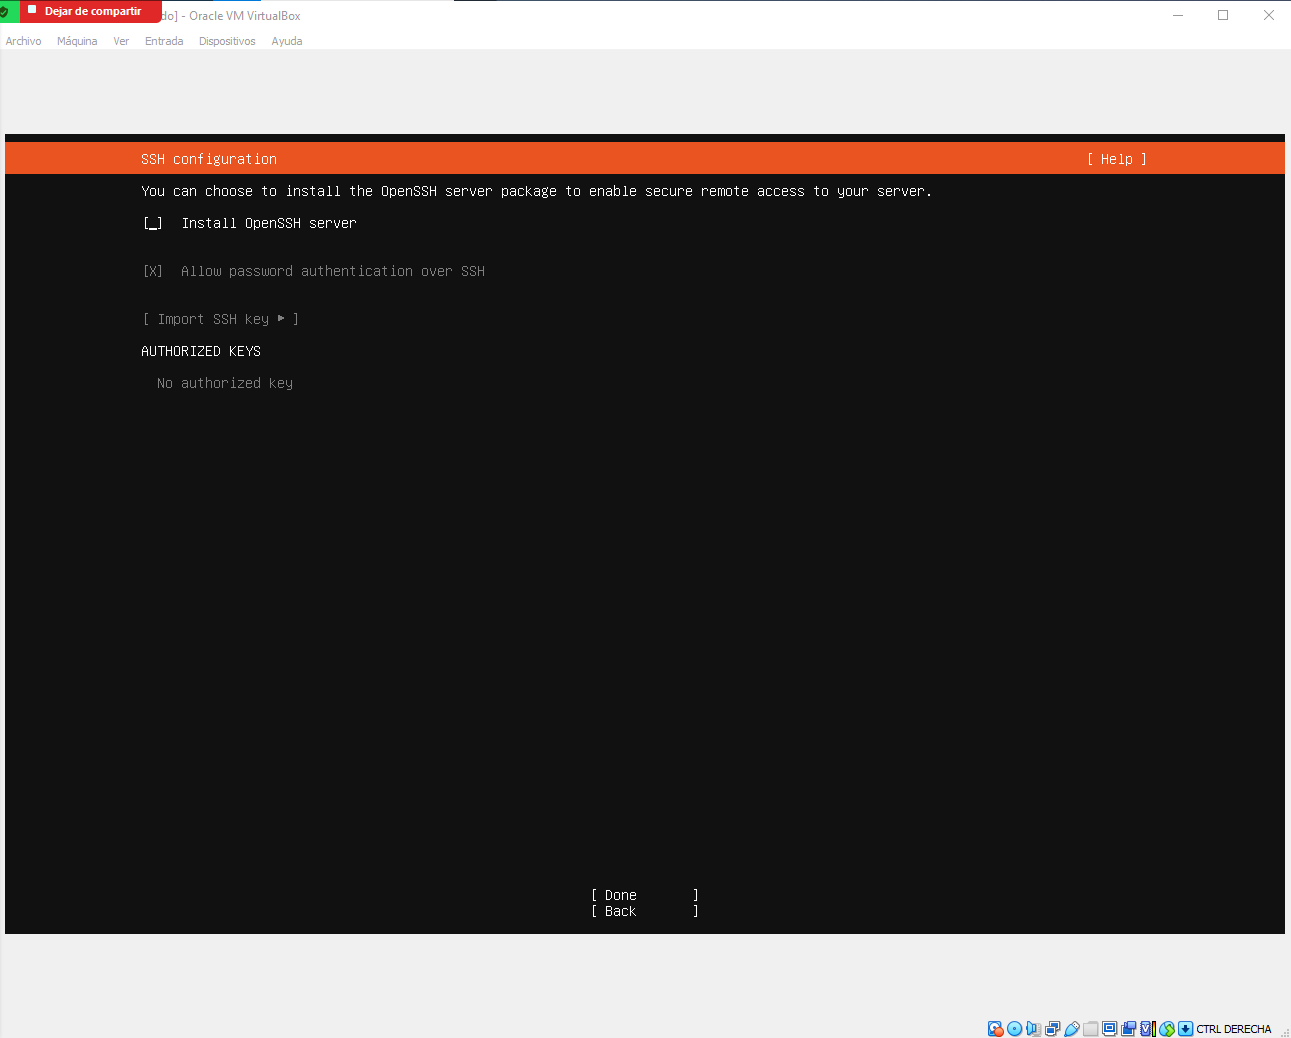 Dejar de compartir
do] - Oracle VM VirtualBox
Archivo Máquina Ver Entrada Dispositivos Ayuda
SSH configuration [ Help ]
You can choose to install the OpenSSH server package to enable secure remote access to your server.
[_] Install OpenSSH server
[X] Allow password authentication over SSH
[ Import SSH key ▸ ]
AUTHORIZED KEYS
No authorized key
[ Done ]
[ Back ]
CTRL DERECHA